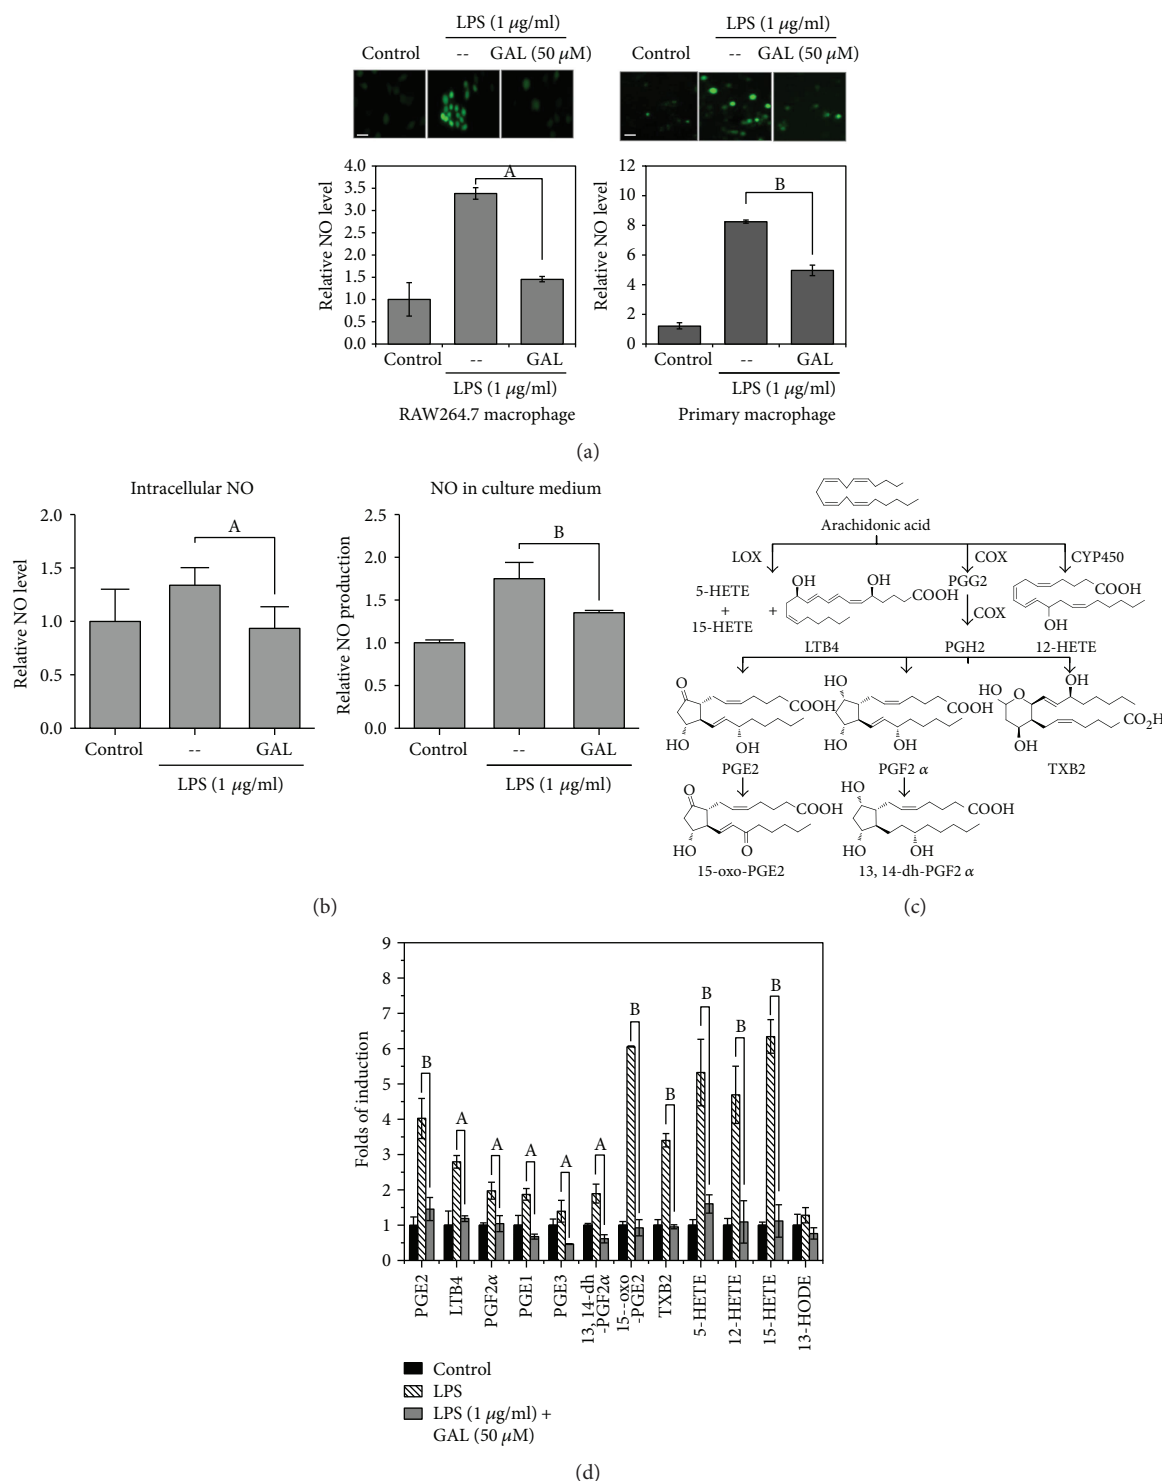 LPS (1 μg/ml)
Control
--
GAL (50 μM)
LPS (1 μg/ml)
Control
--
GAL (50 μM)
Relative NO level
4.0
3.5
3.0
2.5
2.0
1.5
1.0
0.5
0.0
A
Control
--
GAL
LPS (1 μg/ml)
RAW264.7 macrophage
Relative NO level
12
10
8
6
4
2
0
B
Control
--
GAL
LPS (1 μg/ml)
Primary macrophage
(a)
Intracellular NO
Relative NO level
2.0
1.5
1.0
0.5
0.0
A
Control
--
GAL
LPS (1 μg/ml)
NO in culture medium
Relative NO production
2.5
2.0
1.5
1.0
0.5
0.0
B
Control
--
GAL
LPS (1 μg/ml)
(b)
Arachidonic acid
LOX
COX
CYP450
5-HETE
+
15-HETE
+
OH
OH
COOH
LTB4
PGG2
COX
PGH2
COOH
OH
12-HETE
O
COOH
HO
OH
PGE2
HO
COOH
HO
OH
PGF2 α
HO
O
OH
OH
CO2H
TXB2
O
COOH
HO
O
15-oxo-PGE2
HO
COOH
HO
OH
13, 14-dh-PGF2 α
(c)
Folds of induction
9
8
7
6
5
4
3
2
1
0
B
A
A
A
A
A
B
B
B
B
B
PGE2
LTB4
PGF2α
PGE1
PGE3
13, 14-dh
-PGF2α
15--oxo
-PGE2
TXB2
5-HETE
12-HETE
15-HETE
13-HODE
Control
LPS
LPS (1 μg/ml) +
GAL (50 μM)
(d)